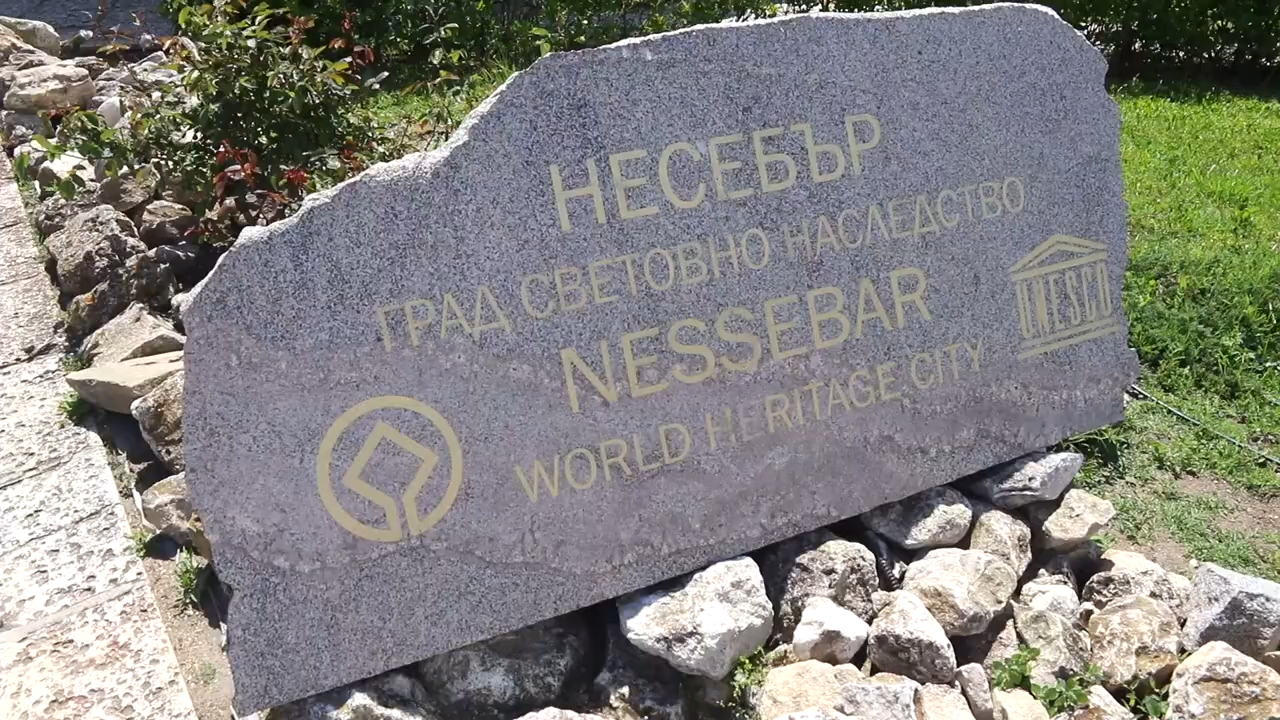 НЕСЕБЪР
ГРАД СВЕТОВНО НАСЛЕДСТВО
NESSEBAR
WORLD HERITAGE CITY
UNESCO